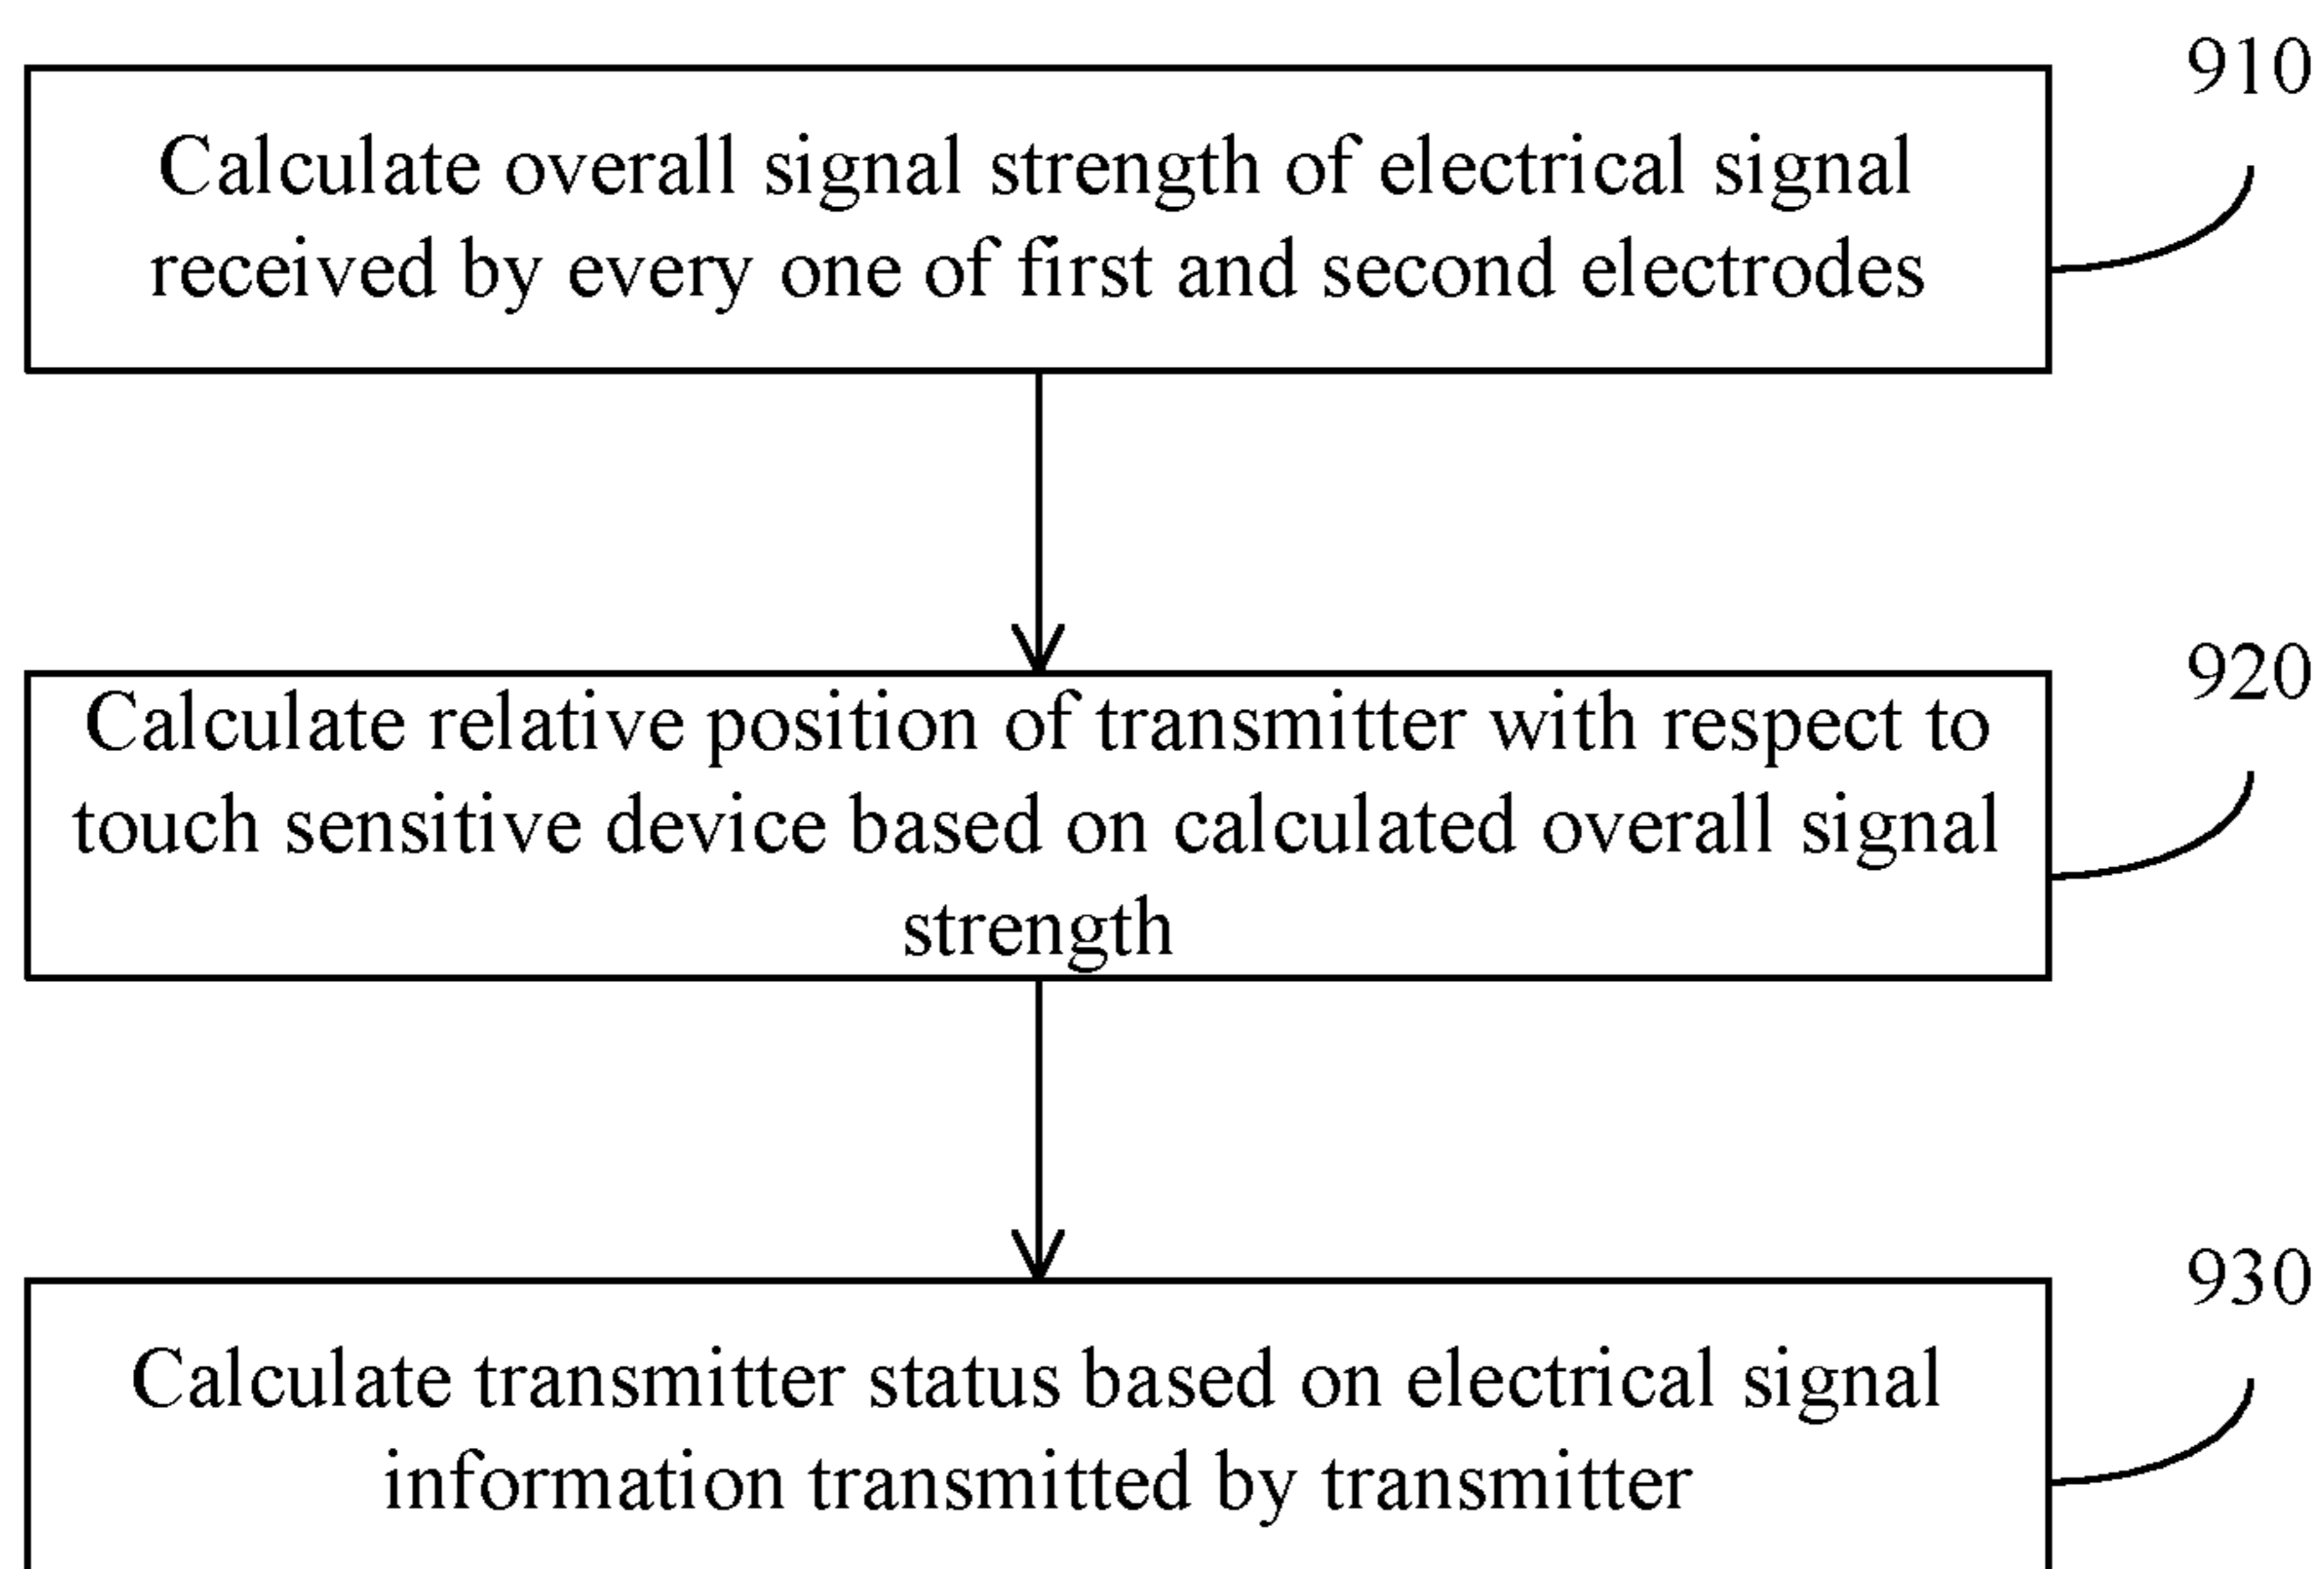 910
Calculate overall signal strength of electrical signal
received by every one of first and second electrodes
920
Calculate relative position of transmitter with respect to
touch sensitive device based on calculated overall signal
strength
930
Calculate transmitter status based on electrical signal
information transmitted by transmitter